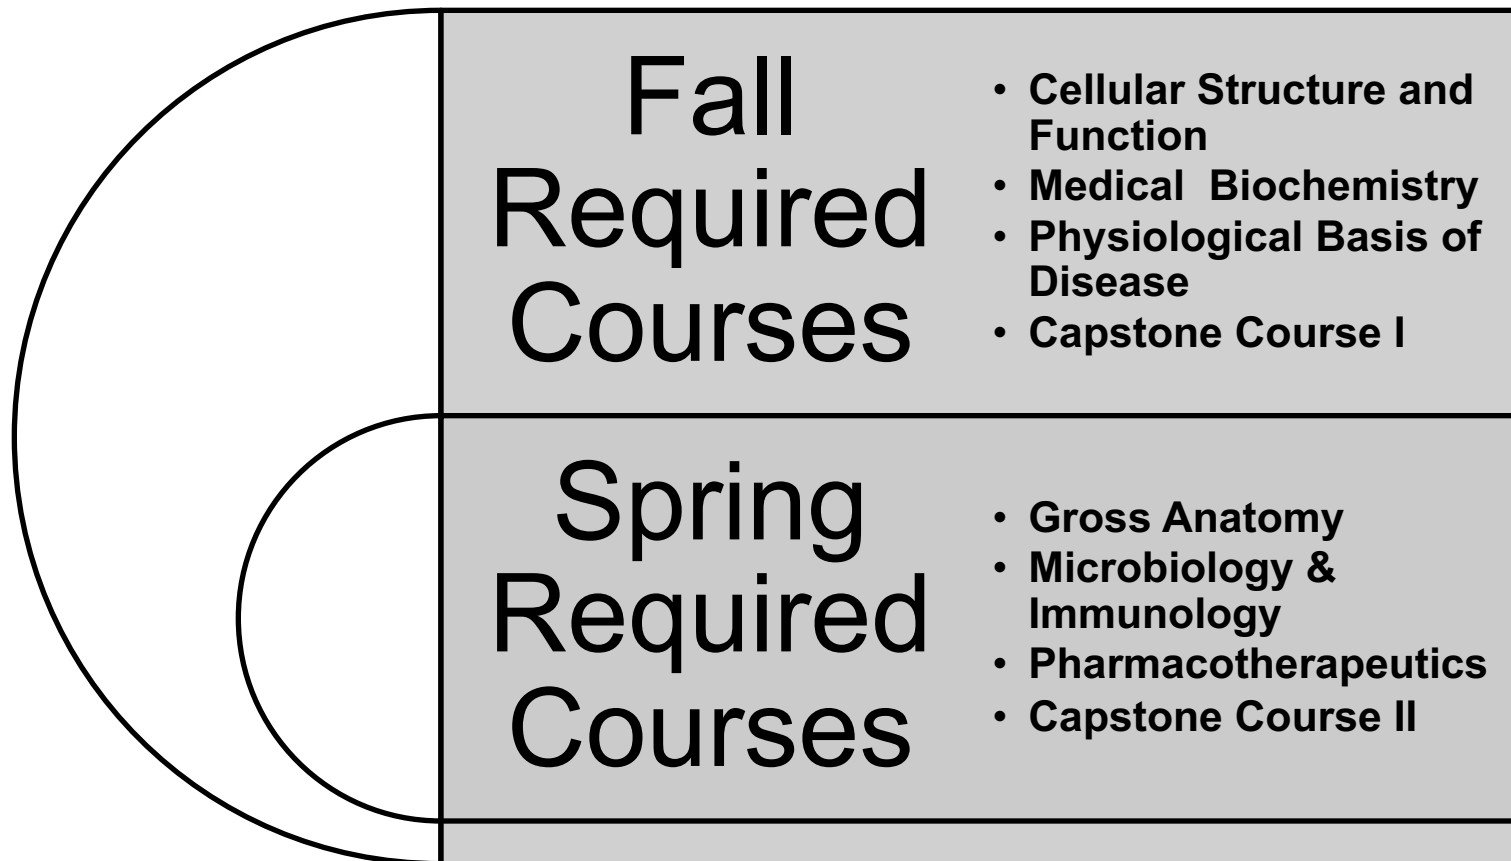 Fall
Required
Courses
• Cellular Structure and
Function
• Medical  Biochemistry
• Physiological Basis of
Disease
• Capstone Course I
Spring
Required
Courses
• Gross Anatomy
• Microbiology &
Immunology
• Pharmacotherapeutics
• Capstone Course II